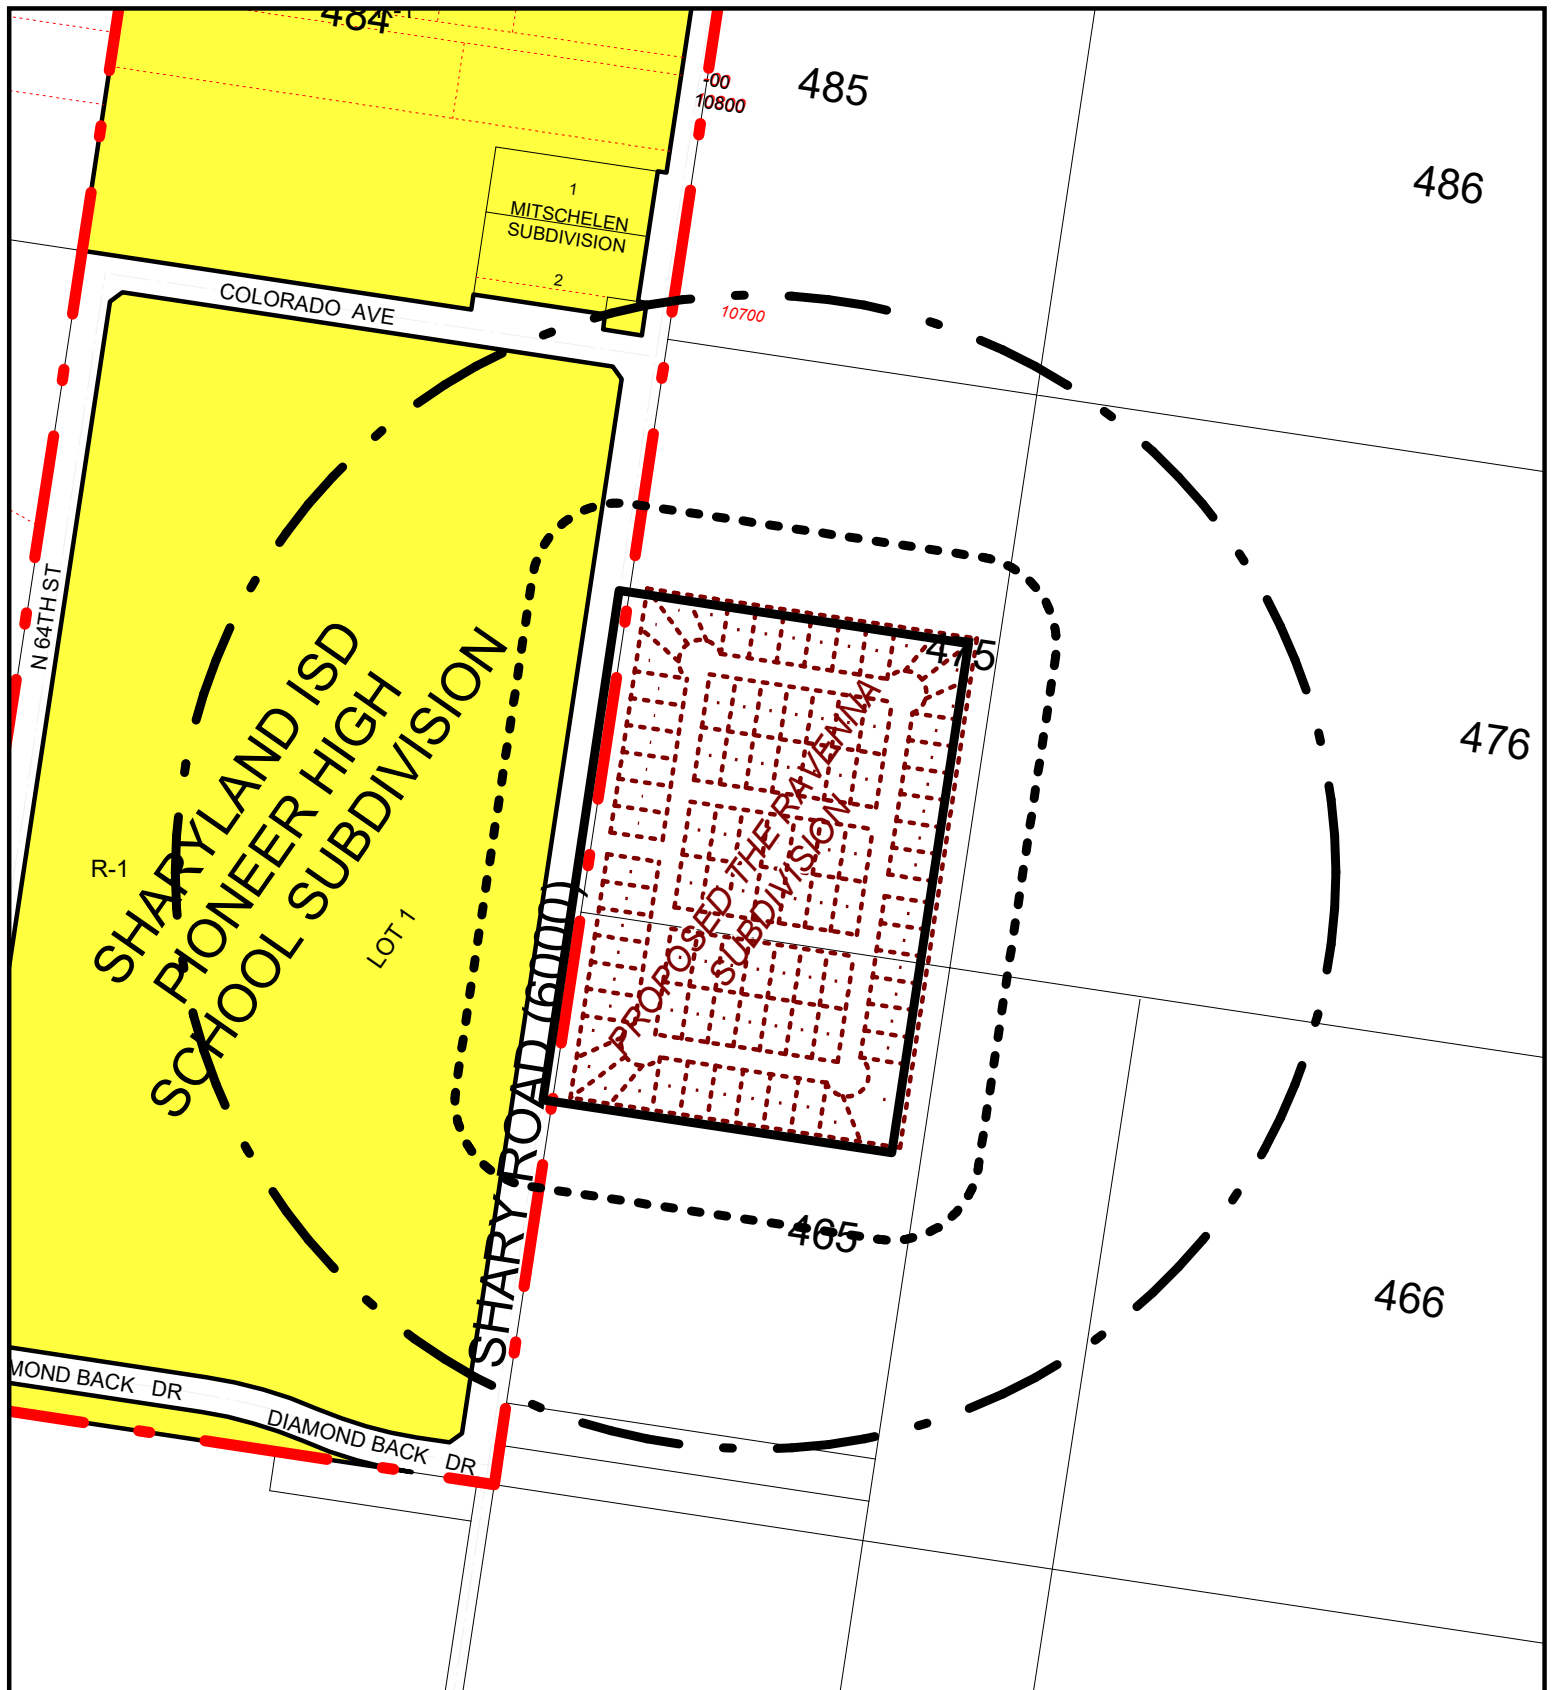 484
R-1
-00
10800
485
486
1
MITSCHELEN
SUBDIVISION
2
COLORADO AVE
10700
N 64TH ST
475
476
SHARYLAND ISD
PIONEER HIGH
SCHOOL SUBDIVISION
R-1
LOT 1
PROPOSED THE RAVENNA
SUBDIVISION
SHARY ROAD (6000)
465
466
MOND BACK DR
DIAMOND BACK DR